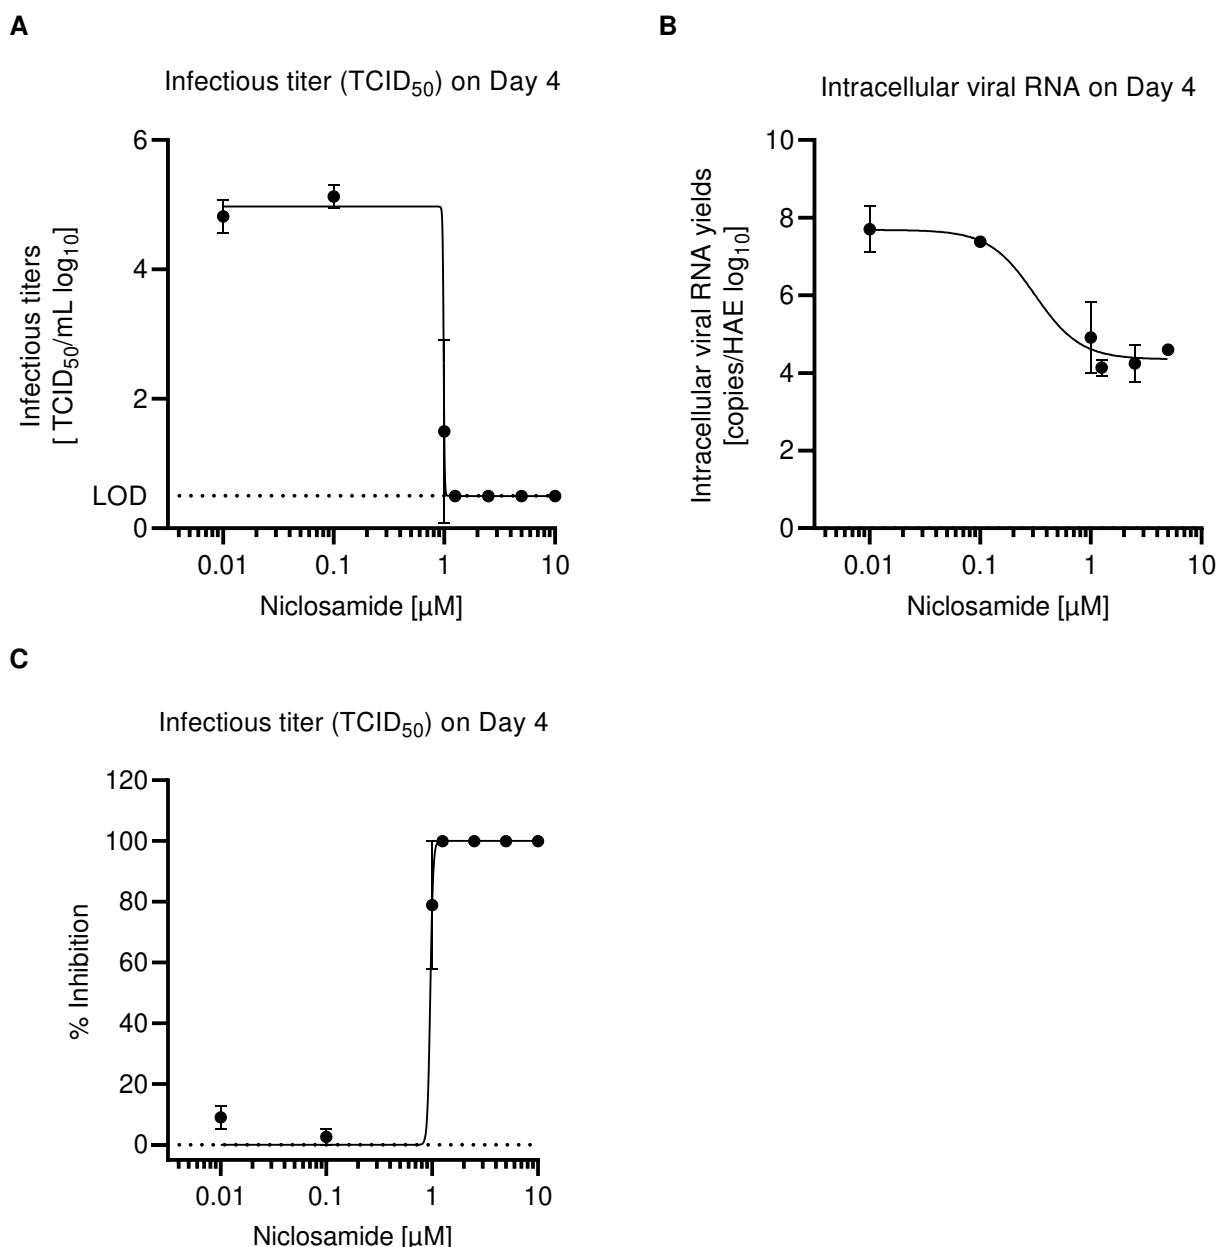 A
Infectious titer (TCID50) on Day 4
Infectious titers
[ TCID50/mL log10]
6
4
2
LOD
0
0.01 0.1 1 10
Niclosamide [µM]
B
Intracellular viral RNA on Day 4
Intracellular viral RNA yields
[copies/HAE log10]
10
8
6
4
2
0
0.01 0.1 1 10
Niclosamide [µM]
C
Infectious titer (TCID50) on Day 4
% Inhibition
120
100
80
60
40
20
0
0.01 0.1 1 10
Niclosamide [µM]